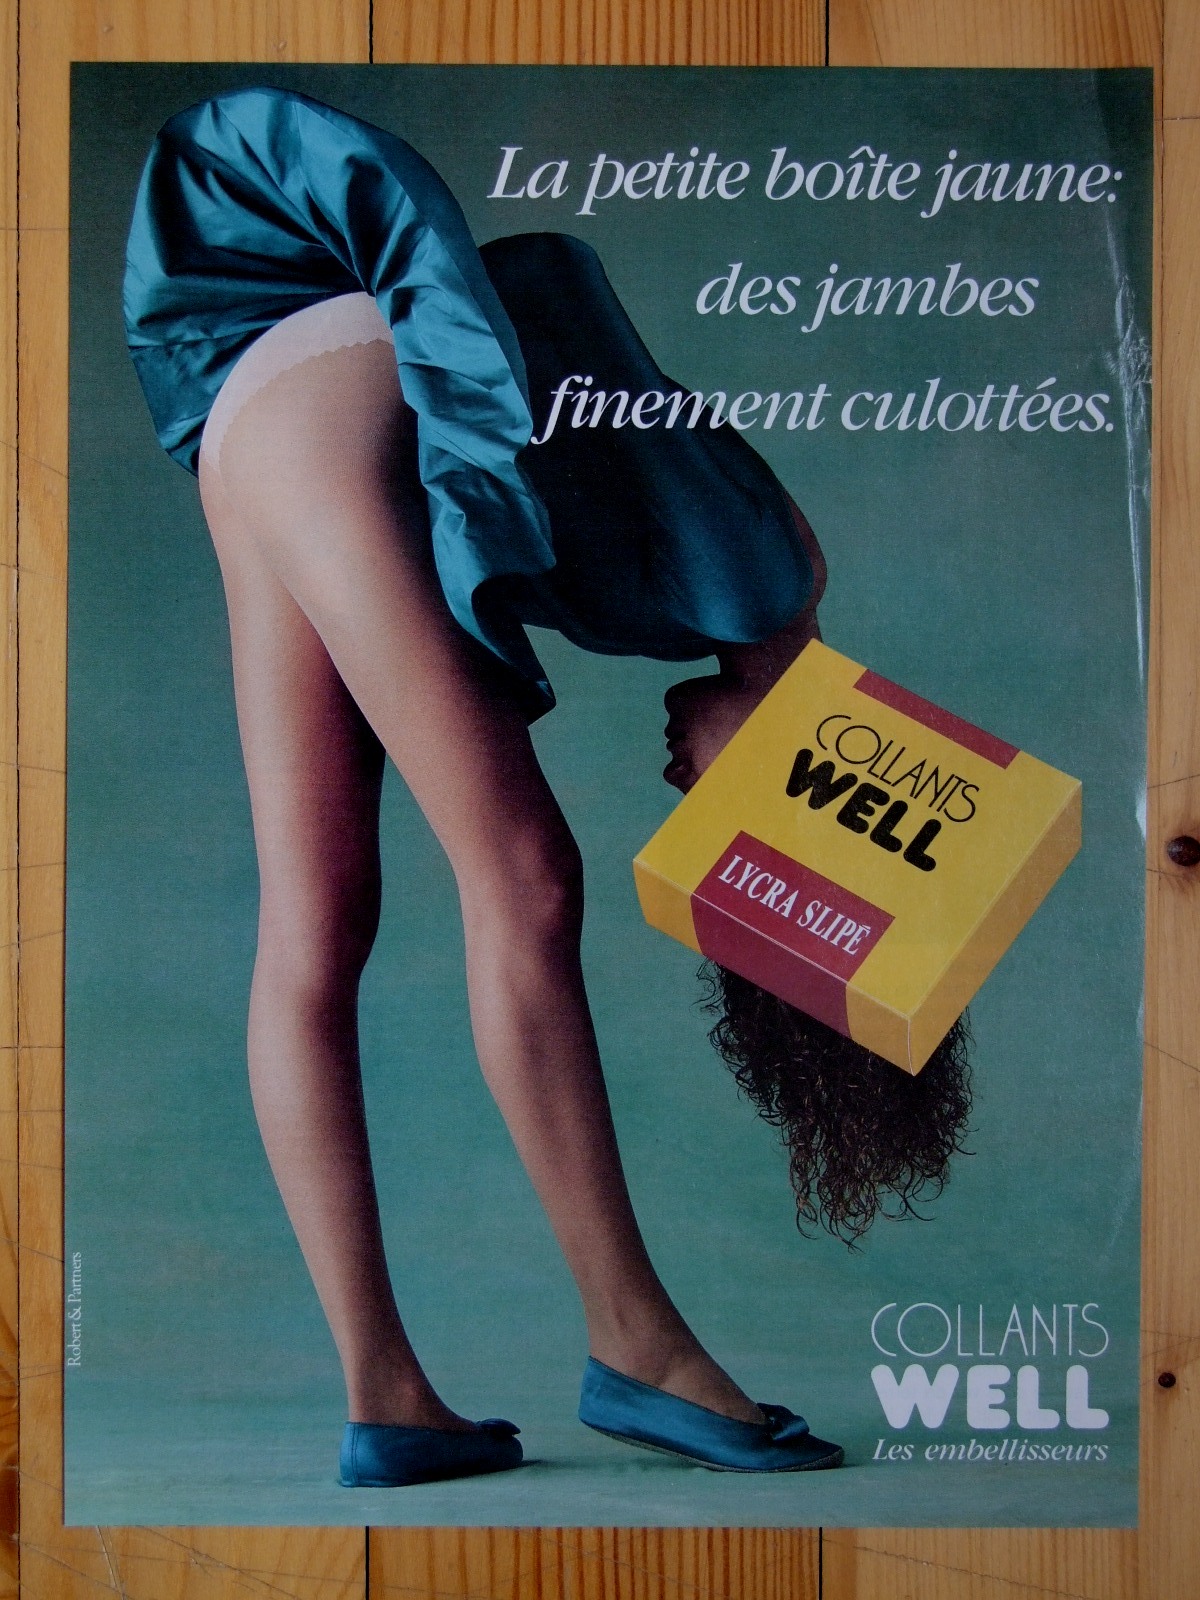 La petite boîte jaune:
des jambes
finement culottées.
COLLANTS
WELL
LYCRA SLIPÉ
Robert & Partners
COLLANTS
WELL
Les embellisseurs